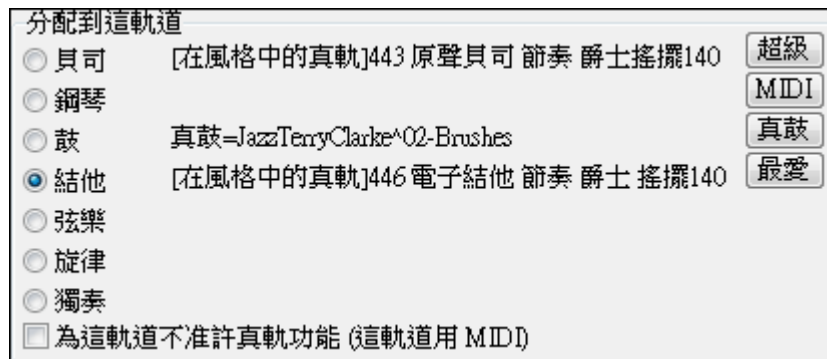 分配到這軌道
貝司 [在風格中的真軌]443 原聲貝司 節奏 爵士搖擺140 超級
鋼琴 MIDI
鼓 真鼓=JazzTerryClarke^02-Brushes 真鼓
結他 [在風格中的真軌]446 電子結他 節奏 爵士 搖擺140 最愛
弦樂
旋律
獨奏
為這軌道不准許真軌功能 (這軌道用 MIDI)